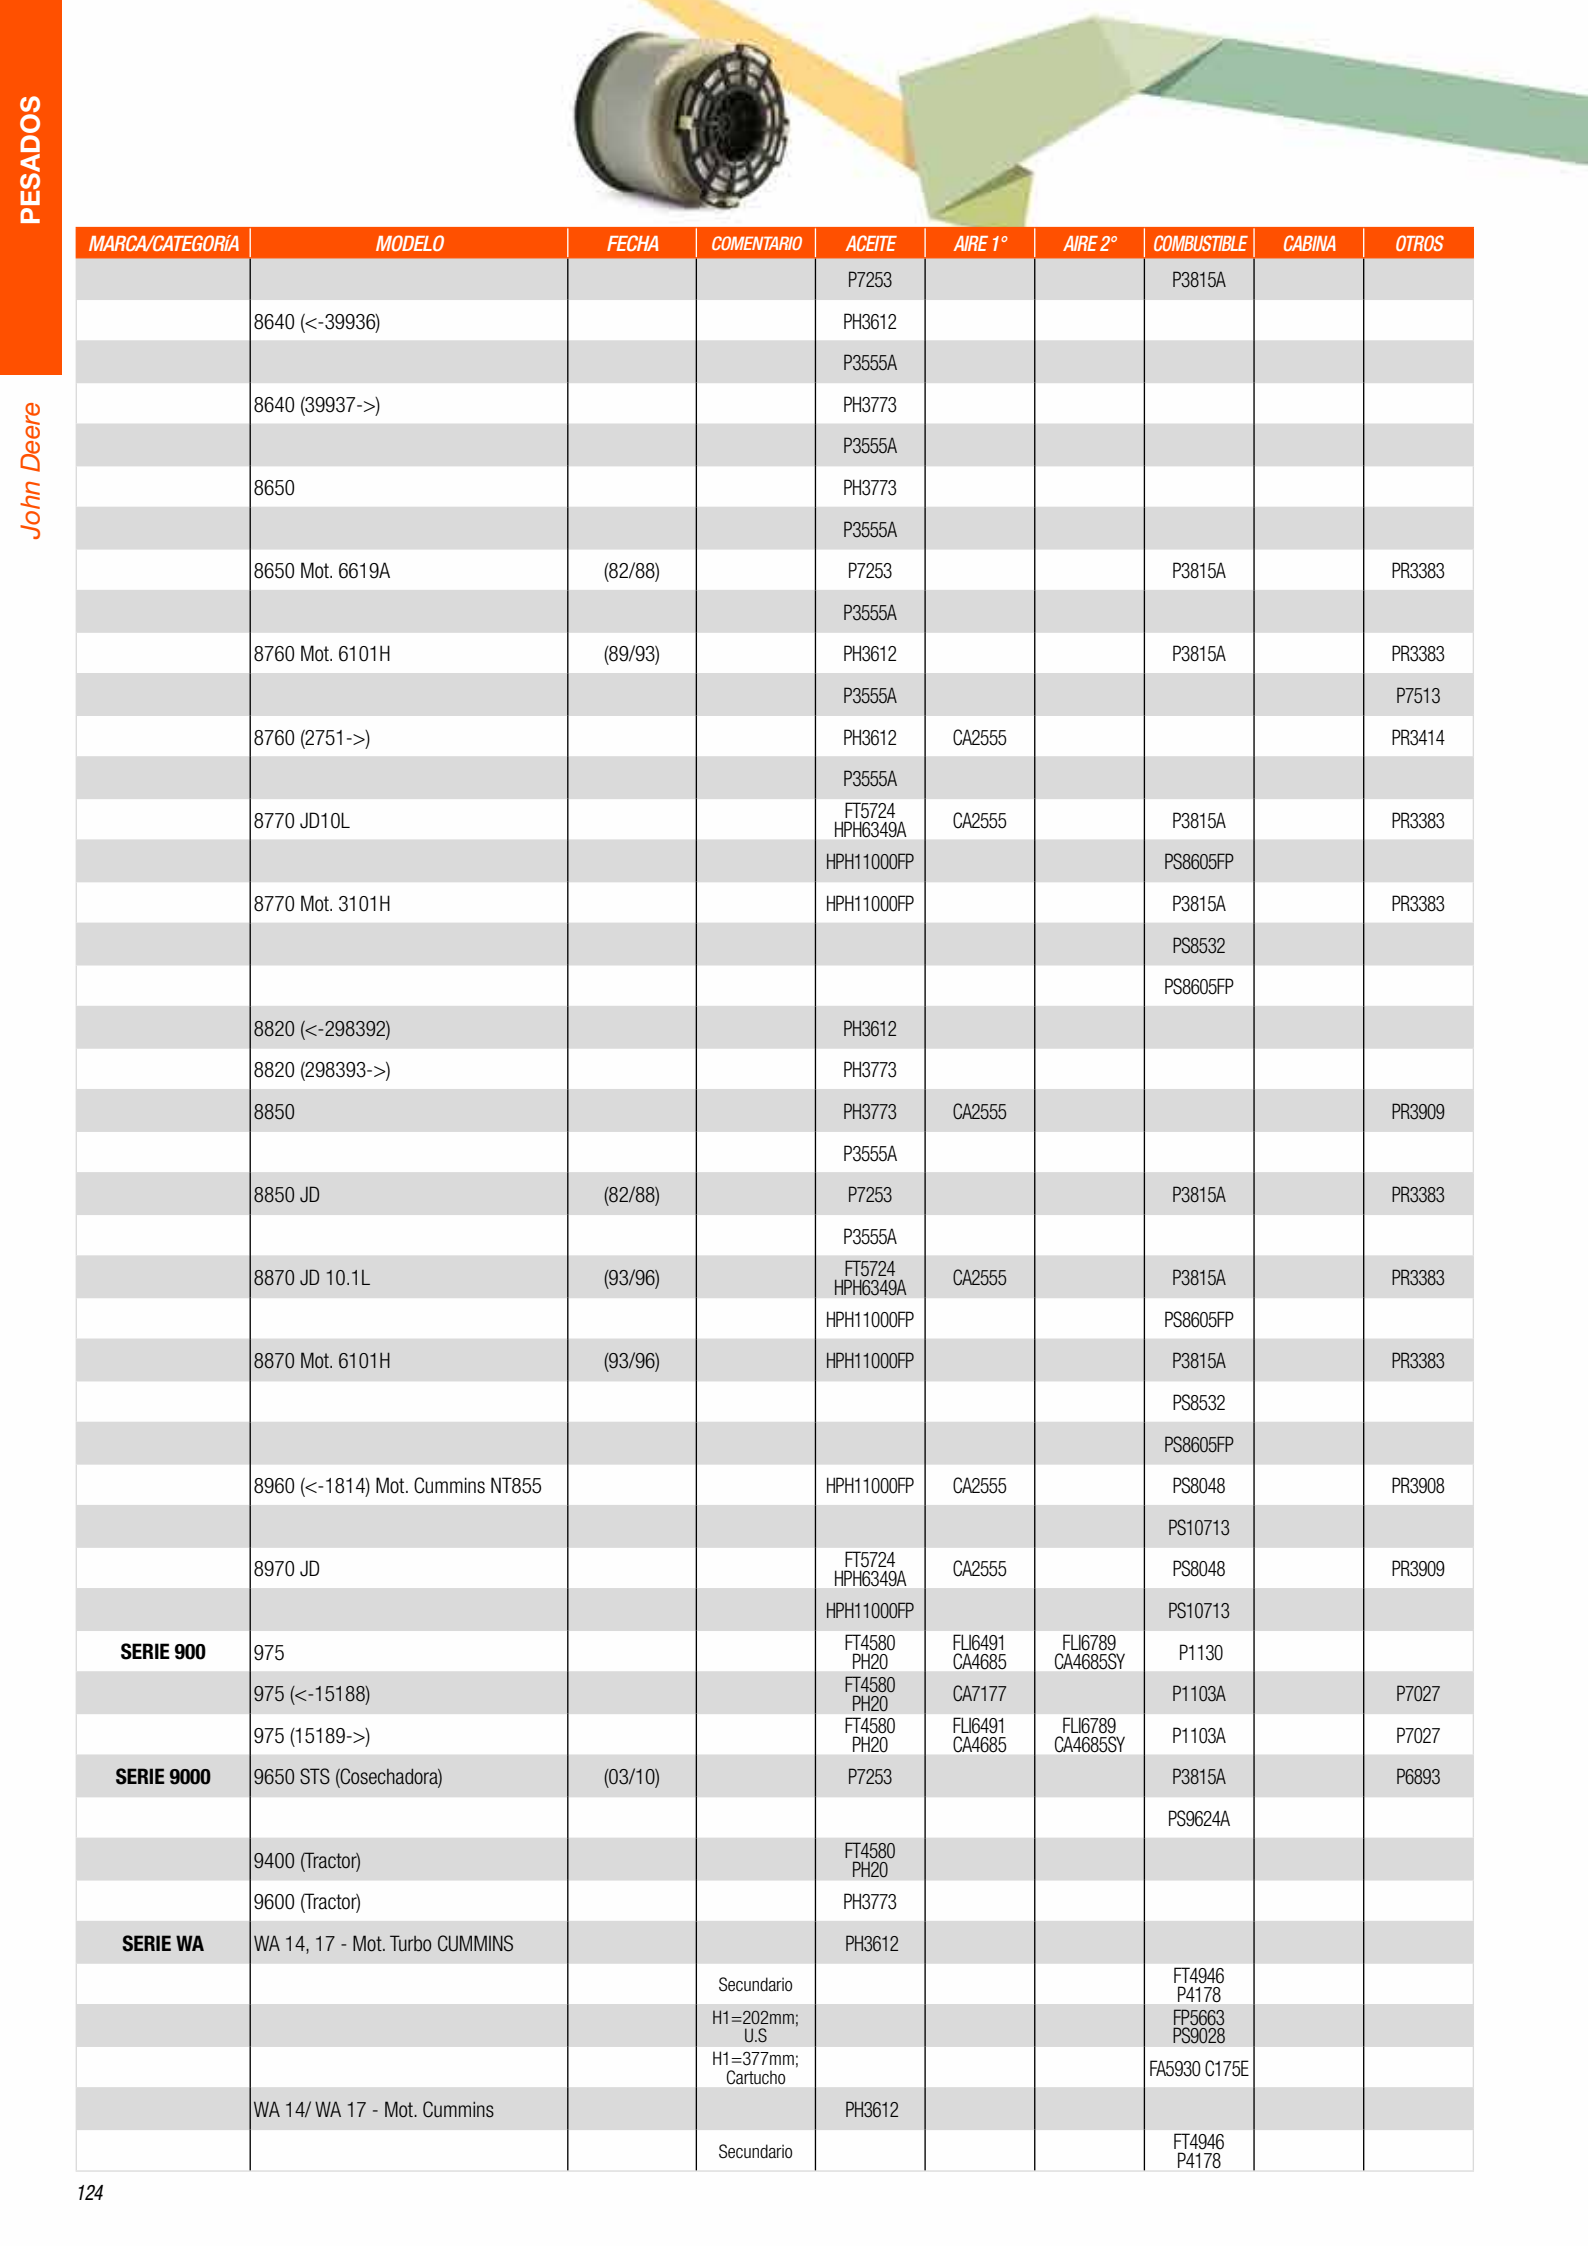 PESADOS
John Deere
MARCA/CATEGORíA MODELO FECHA COMENTARIO ACEITE AIRE 1° AIRE 2° COMBUSTIBLE CABINA OTROS
P7253 P3815A
8640 (<-39936) PH3612
P3555A
8640 (39937->) PH3773
P3555A
8650 PH3773
P3555A
8650 Mot. 6619A (82/88) P7253 P3815A PR3383
P3555A
8760 Mot. 6101H (89/93) PH3612 P3815A PR3383
P3555A P7513
8760 (2751->) PH3612 CA2555 PR3414
P3555A
8770 JD10L FT5724 CA2555 P3815A PR3383
HPH6349A
HPH11000FP PS8605FP
8770 Mot. 3101H HPH11000FP P3815A PR3383
PS8532
PS8605FP
8820 (<-298392) PH3612
8820 (298393->) PH3773
8850 PH3773 CA2555 PR3909
P3555A
8850 JD (82/88) P7253 P3815A PR3383
P3555A
8870 JD 10.1L (93/96) FT5724 CA2555 P3815A PR3383
HPH6349A
HPH11000FP PS8605FP
8870 Mot. 6101H (93/96) HPH11000FP P3815A PR3383
PS8532
PS8605FP
8960 (<-1814) Mot. Cummins NT855 HPH11000FP CA2555 PS8048 PR3908
PS10713
8970 JD FT5724 CA2555 PS8048 PR3909
HPH6349A
HPH11000FP PS10713
SERIE 900 975 FT4580 FLI6491 FLI6789 P1130
PH20 CA4685 CA4685SY
975 (<-15188) FT4580 CA7177 P1103A P7027
PH20
975 (15189->) FT4580 FLI6491 FLI6789 P1103A P7027
PH20 CA4685 CA4685SY
SERIE 9000 9650 STS (Cosechadora) (03/10) P7253 P3815A P6893
PS9624A
9400 (Tractor) FT4580
PH20
9600 (Tractor) PH3773
SERIE WA WA 14, 17 - Mot. Turbo CUMMINS PH3612
Secundario FT4946
P4178
H1=202mm; FP5663
U.S PS9028
H1=377mm; FA5930 C175E
Cartucho
WA 14/ WA 17 - Mot. Cummins PH3612
Secundario FT4946
P4178
124